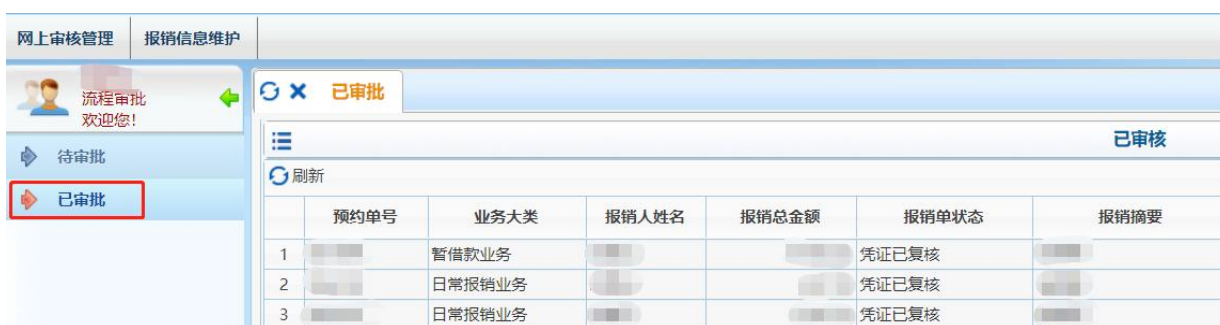 网上审核管理 报销信息维护
流程审批
欢迎您!
待审批
已审批
已审批
已审核
刷新
预约单号 业务大类 报销人姓名 报销总金额 报销单状态 报销摘要
1 暂借款业务 凭证已复核
2 日常报销业务 凭证已复核
3 日常报销业务 凭证已复核